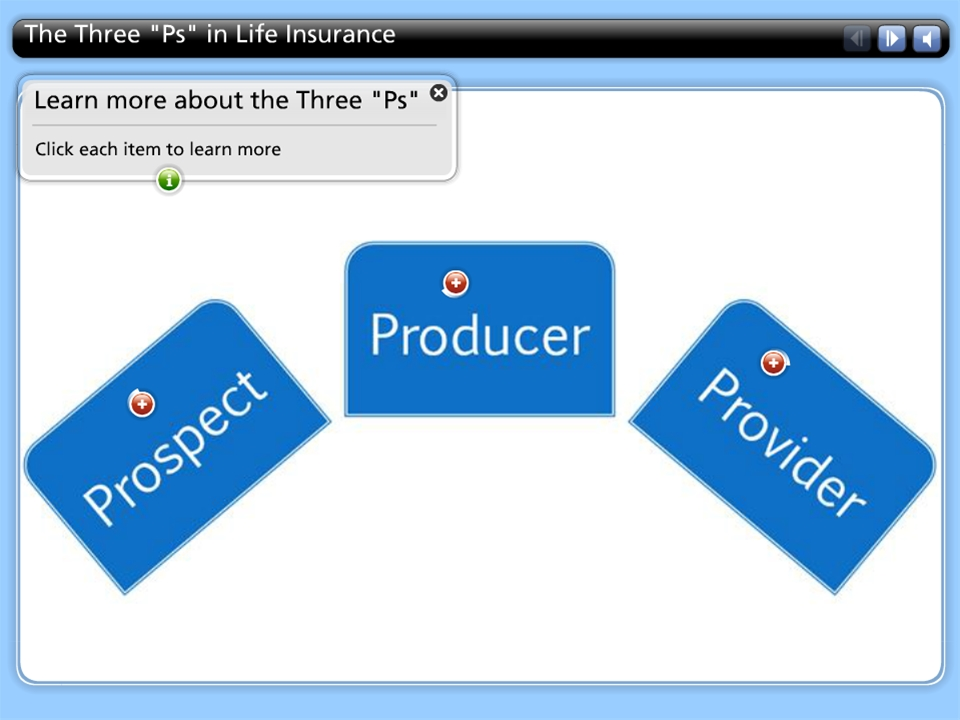 The Three "Ps" in Life Insurance
Learn more about the Three "Ps"
Click each item to learn more
Prospect
Producer
Provider